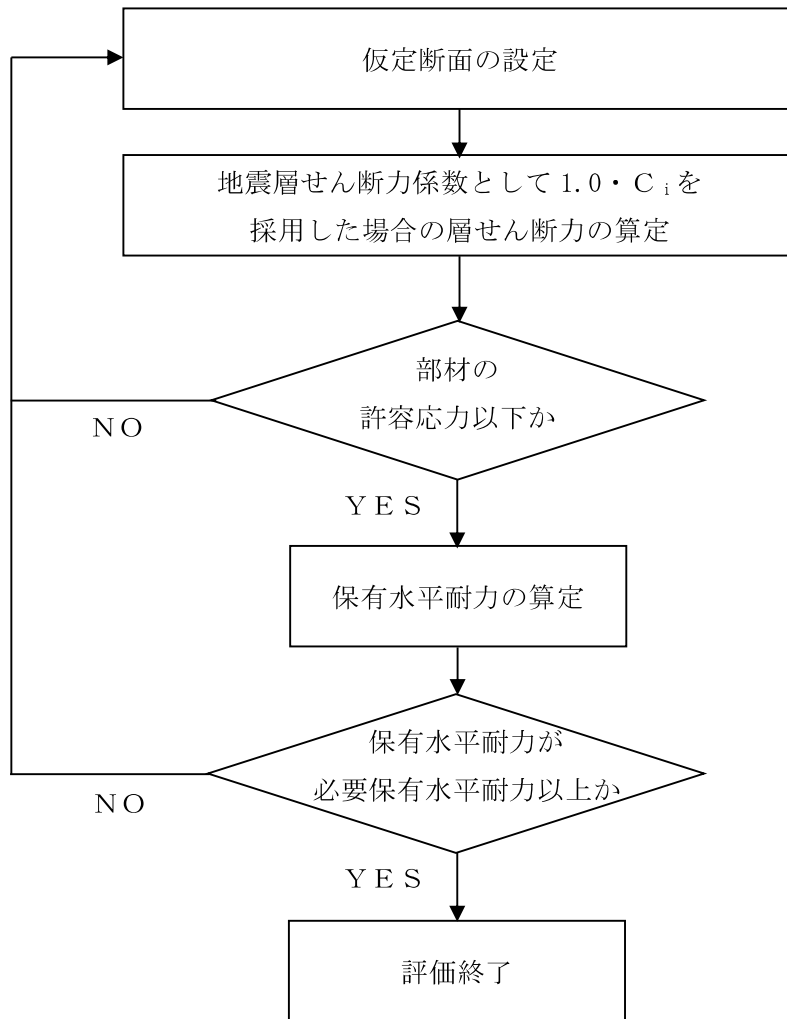 仮定断面の設定
地震層せん断力係数として1.0・Ciを
採用した場合の層せん断力の算定
部材の
許容応力以下か
NO
YES
保有水平耐力の算定
保有水平耐力が
必要保有水平耐力以上か
NO
YES
評価終了